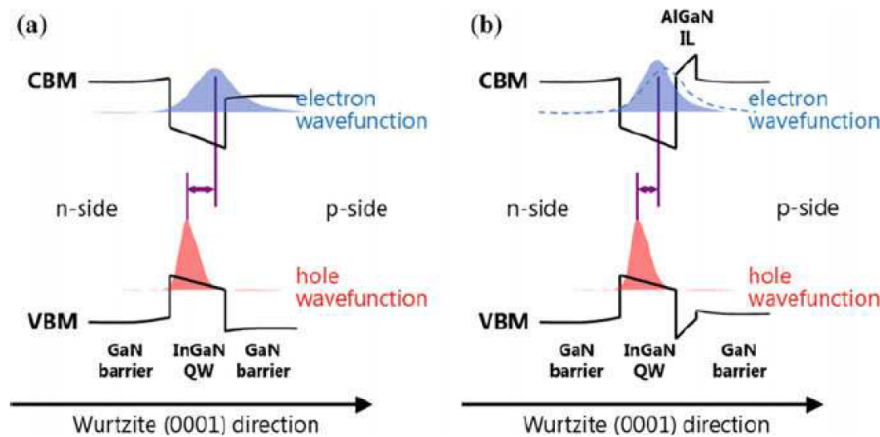 (a)
CBM
electron
wavefunction
n-side
p-side
hole
wavefunction
VBM
GaN
barrier
InGaN
QW
GaN
barrier
Wurtzite (0001) direction
(b)
AlGaN
IL
CBM
electron
wavefunction
n-side
p-side
hole
wavefunction
VBM
GaN
barrier
InGaN
QW
GaN
barrier
Wurtzite (0001) direction